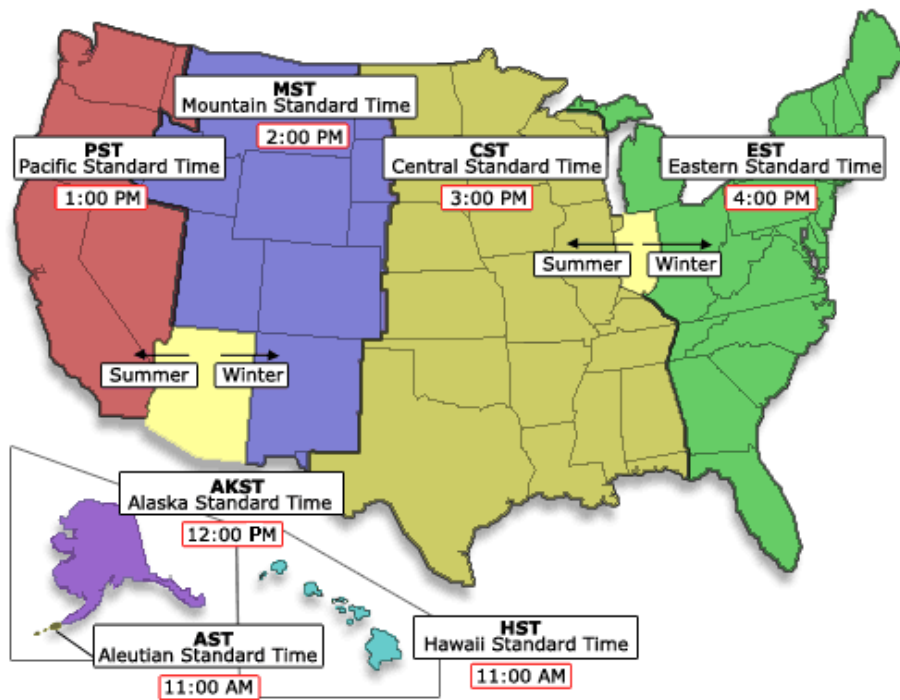 MST
Mountain Standard Time
2:00 PM
PST
Pacific Standard Time
1:00 PM
CST
Central Standard Time
3:00 PM
EST
Eastern Standard Time
4:00 PM
Summer
Winter
Summer
Winter
AKST
Alaska Standard Time
12:00 PM
AST
Aleutian Standard Time
11:00 AM
HST
Hawaii Standard Time
11:00 AM